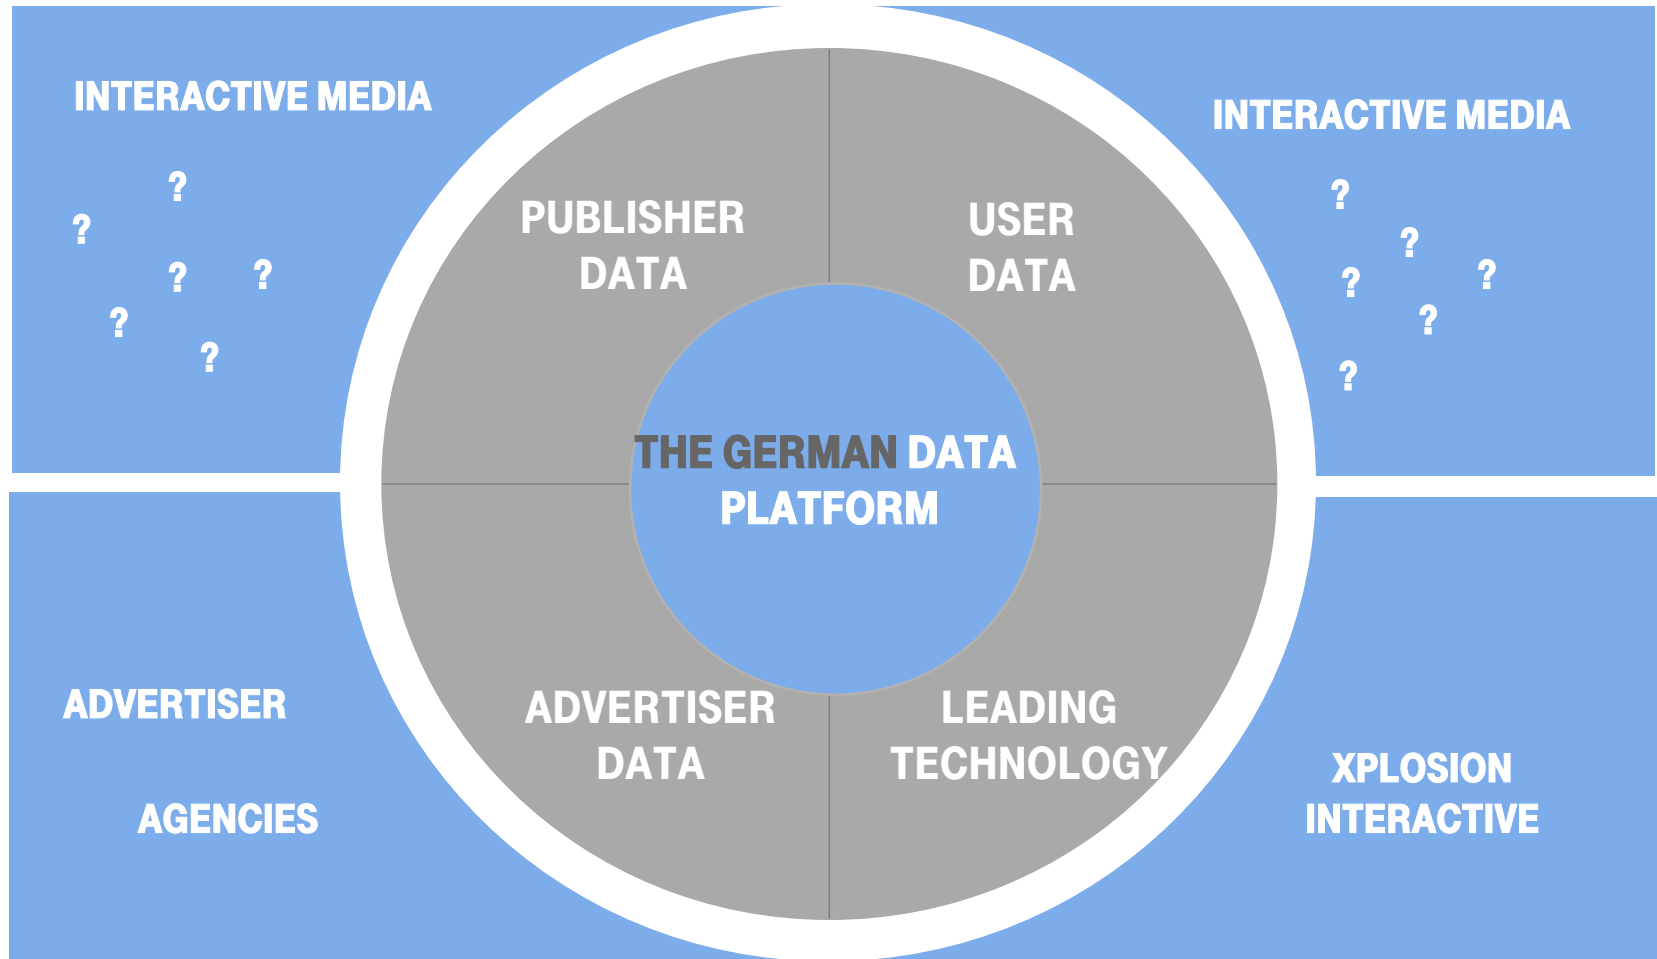 INTERACTIVE MEDIA
?
?
?
?
?
?
INTERACTIVE MEDIA
?
?
?
?
?
?
PUBLISHER
DATA
USER
DATA
THE GERMAN DATA
PLATFORM
ADVERTISER
DATA
LEADING
TECHNOLOGY
ADVERTISER
AGENCIES
XPLOSION
INTERACTIVE